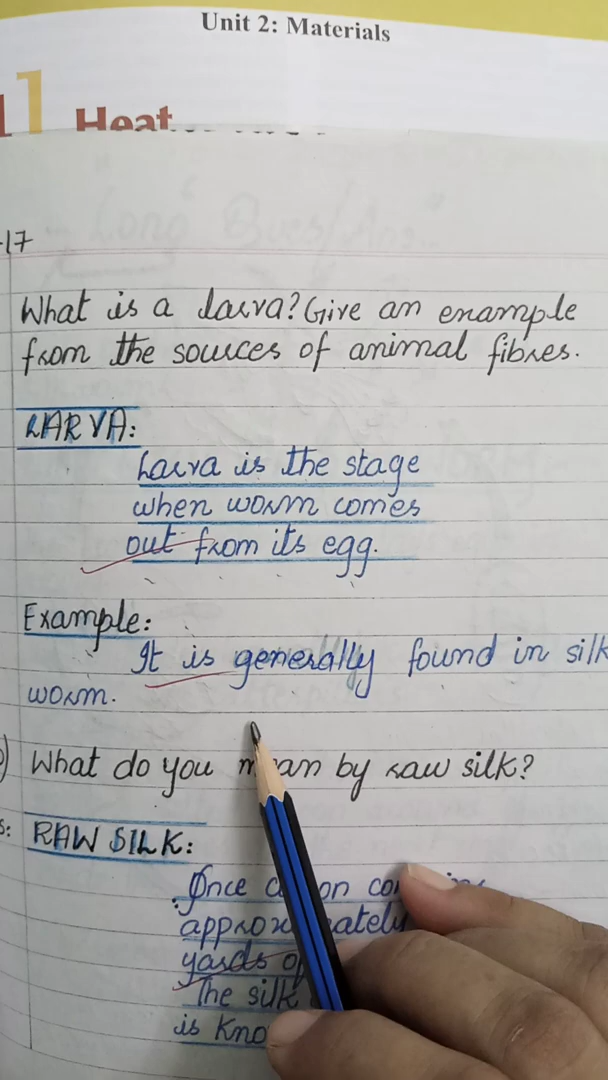 Unit 2: Materials
11 Heat
-17
What is a larva? Give an example
from the sources of animal fibres.
LARVA:
Larva is the stage
when worm comes
out from its egg.
Example:
It is generally found in silk
worm.
What do you mean by raw silk?
S: RAW SILK:
Once
yards
The silk
is